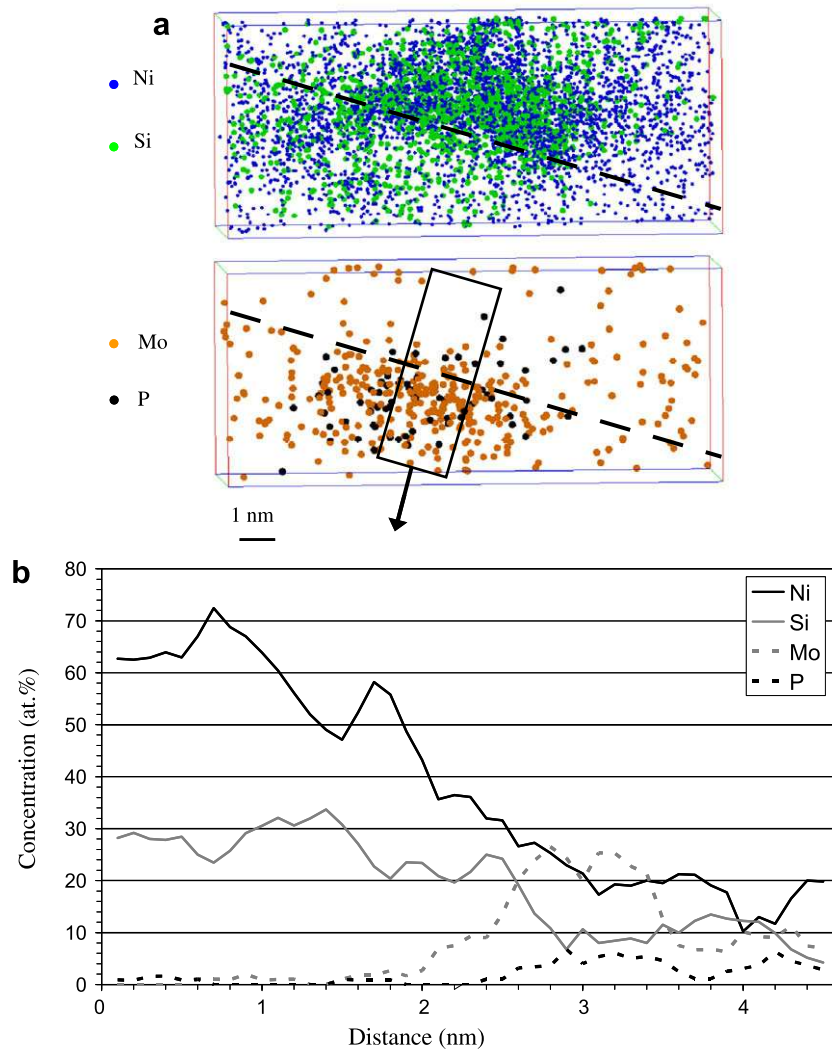 a
Ni
Si
Mo
P
1 nm
b
80
70
60
50
40
30
20
10
0
Concentration (at.%)
Ni
Si
Mo
P
0 1 2 3 4
Distance (nm)